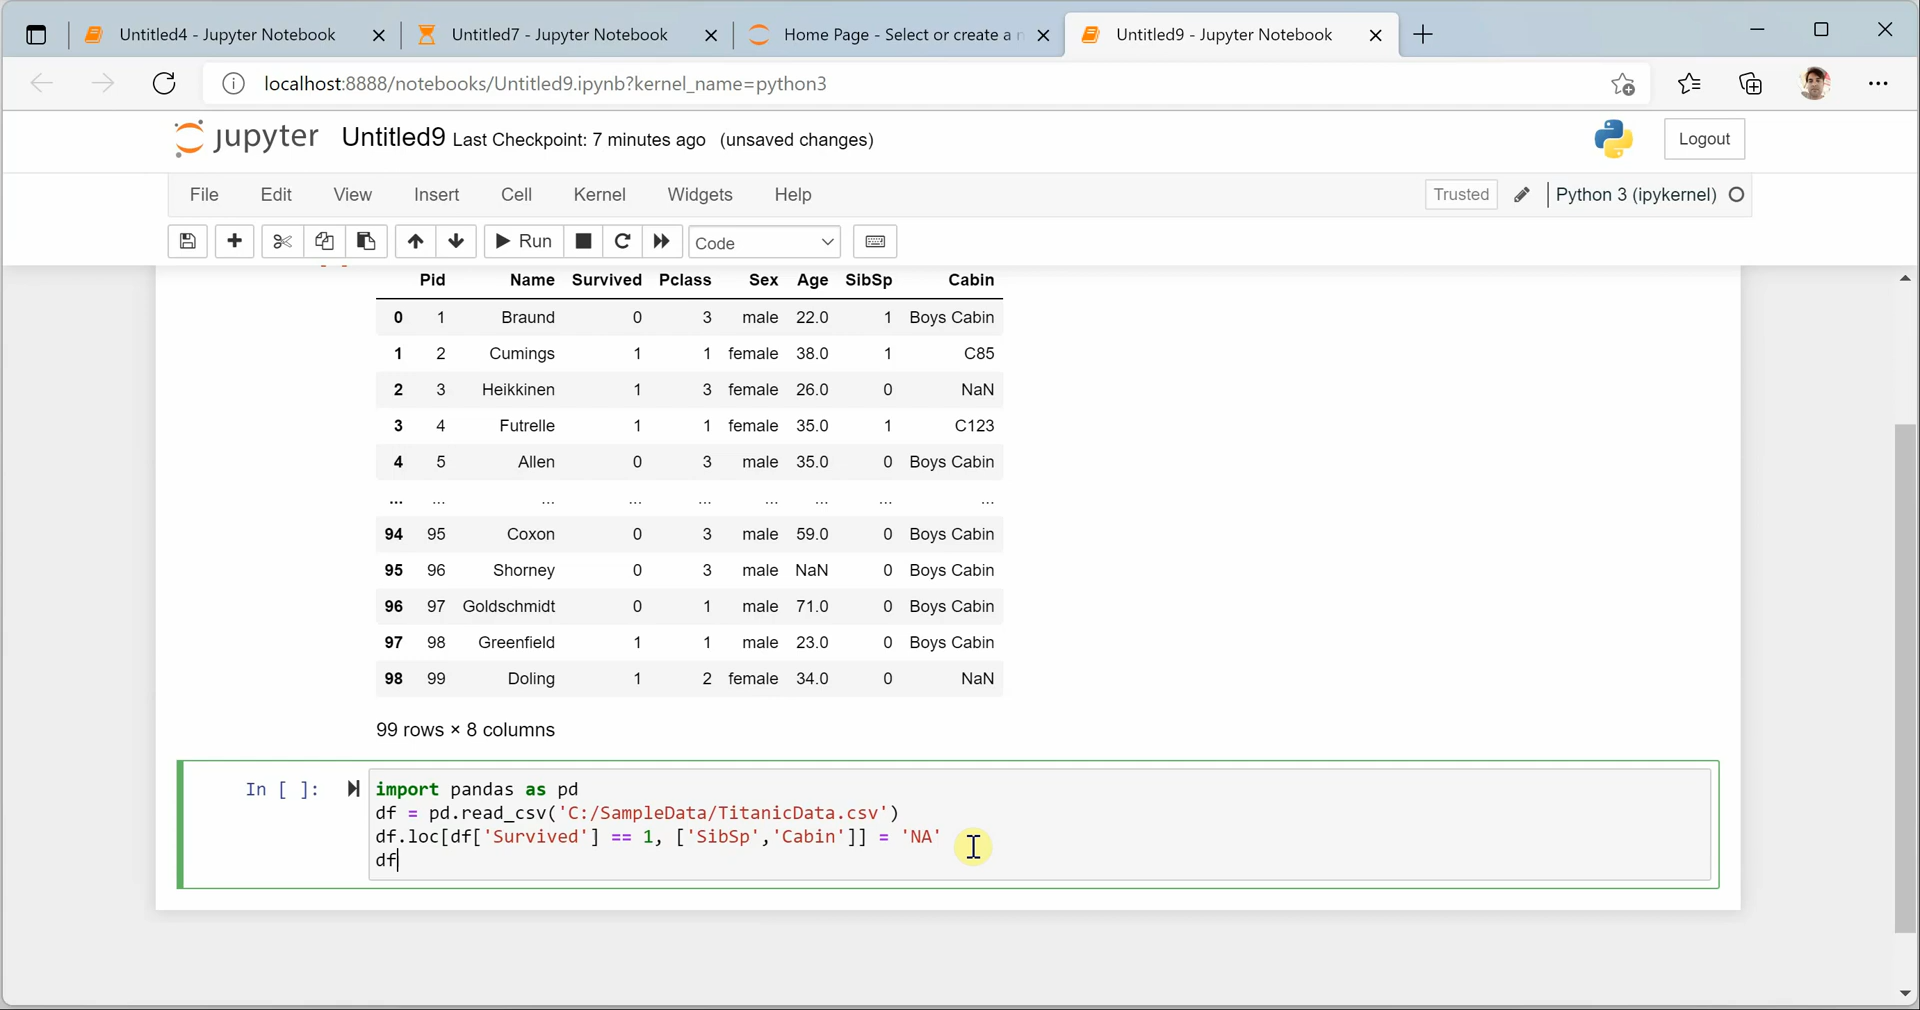 Untitled4 - Jupyter Notebook
Untitled7 - Jupyter Notebook
Home Page - Select or create a
Untitled9 - Jupyter Notebook
localhost:8888/notebooks/Untitled9.ipynb?kernel_name=python3
jupyter Untitled9 Last Checkpoint: 7 minutes ago (unsaved changes)
Logout
File Edit View Insert Cell Kernel Widgets Help
Trusted
Python 3 (ipykernel)
Run
Code
Pid Name Survived Pclass Sex Age SibSp Cabin
0 1 Braund 0 3 male 22.0 1 Boys Cabin
1 2 Cumings 1 1 female 38.0 1 C85
2 3 Heikkinen 1 3 female 26.0 0 NaN
3 4 Futrelle 1 1 female 35.0 1 C123
4 5 Allen 0 3 male 35.0 0 Boys Cabin
... ... ... ... ... ... ... ... ...
94 95 Coxon 0 3 male 59.0 0 Boys Cabin
95 96 Shorney 0 3 male NaN 0 Boys Cabin
96 97 Goldschmidt 0 1 male 71.0 0 Boys Cabin
97 98 Greenfield 1 1 male 23.0 0 Boys Cabin
98 99 Doling 1 2 female 34.0 0 NaN
99 rows × 8 columns
In [ ]:
import pandas as pd
df = pd.read_csv('C:/SampleData/TitanicData.csv')
df.loc[df['Survived'] == 1, ['SibSp','Cabin']] = 'NA'
df